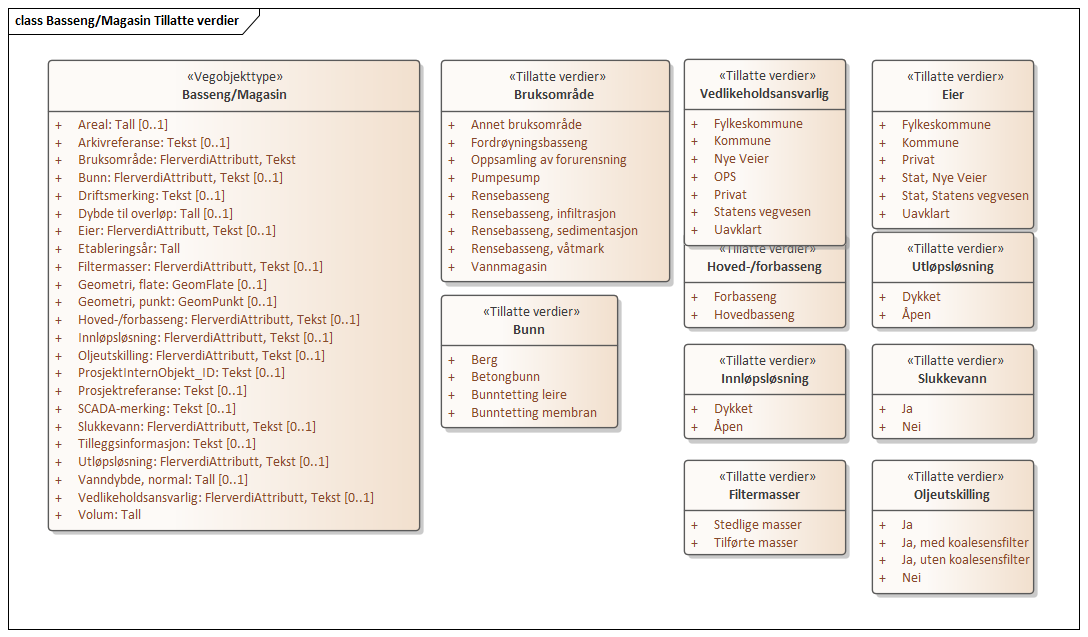 class Basseng/Magasin Tillatte verdier
«Vegobjekttype»
Basseng/Magasin
+ Areal: Tall [0..1]
+ Arkivreferanse: Tekst [0..1]
+ Bruksområde: FlerverdiAttributt, Tekst
+ Bunn: FlerverdiAttributt, Tekst [0..1]
+ Driftsmerking: Tekst [0..1]
+ Dybde til overløp: Tall [0..1]
+ Eier: FlerverdiAttributt, Tekst [0..1]
+ Etableringsår: Tall
+ Filtermasser: FlerverdiAttributt, Tekst [0..1]
+ Geometri, flate: GeomFlate [0..1]
+ Geometri, punkt: GeomPunkt [0..1]
+ Hoved-/forbasseng: FlerverdiAttributt, Tekst [0..1]
+ Innløpsløsning: FlerverdiAttributt, Tekst [0..1]
+ Oljeutskilling: FlerverdiAttributt, Tekst [0..1]
+ ProsjektInternObjekt_ID: Tekst [0..1]
+ Prosjektreferanse: Tekst [0..1]
+ SCADA-merking: Tekst [0..1]
+ Slukkevann: FlerverdiAttributt, Tekst [0..1]
+ Tilleggsinformasjon: Tekst [0..1]
+ Utløpsløsning: FlerverdiAttributt, Tekst [0..1]
+ Vanndybde, normal: Tall [0..1]
+ Vedlikeholdsansvarlig: FlerverdiAttributt, Tekst [0..1]
+ Volum: Tall
«Tillatte verdier»
Bruksområde
+ Annet bruksområde
+ Fordrøyningsbasseng
+ Oppsamling av forurensning
+ Pumpesump
+ Rensebasseng
+ Rensebasseng, infiltrasjon
+ Rensebasseng, sedimentasjon
+ Rensebasseng, våtmark
+ Vannmagasin
«Tillatte verdier»
Bunn
+ Berg
+ Betongbunn
+ Bunntetting leire
+ Bunntetting membran
«Tillatte verdier»
Vedlikeholdsansvarlig
+ Fylkeskommune
+ Kommune
+ Nye Veier
+ OPS
+ Privat
+ Statens vegvesen
+ Uavklart
«Tillatte verdier»
Hoved-/forbasseng
+ Forbasseng
+ Hovedbasseng
«Tillatte verdier»
Innløpsløsning
+ Dykket
+ Åpen
«Tillatte verdier»
Filtermasser
+ Stedlige masser
+ Tilførte masser
«Tillatte verdier»
Eier
+ Fylkeskommune
+ Kommune
+ Privat
+ Stat, Nye Veier
+ Stat, Statens vegvesen
+ Uavklart
«Tillatte verdier»
Utløpsløsning
+ Dykket
+ Åpen
«Tillatte verdier»
Slukkevann
+ Ja
+ Nei
«Tillatte verdier»
Oljeutskilling
+ Ja
+ Ja, med koalesensfilter
+ Ja, uten koalesensfilter
+ Nei